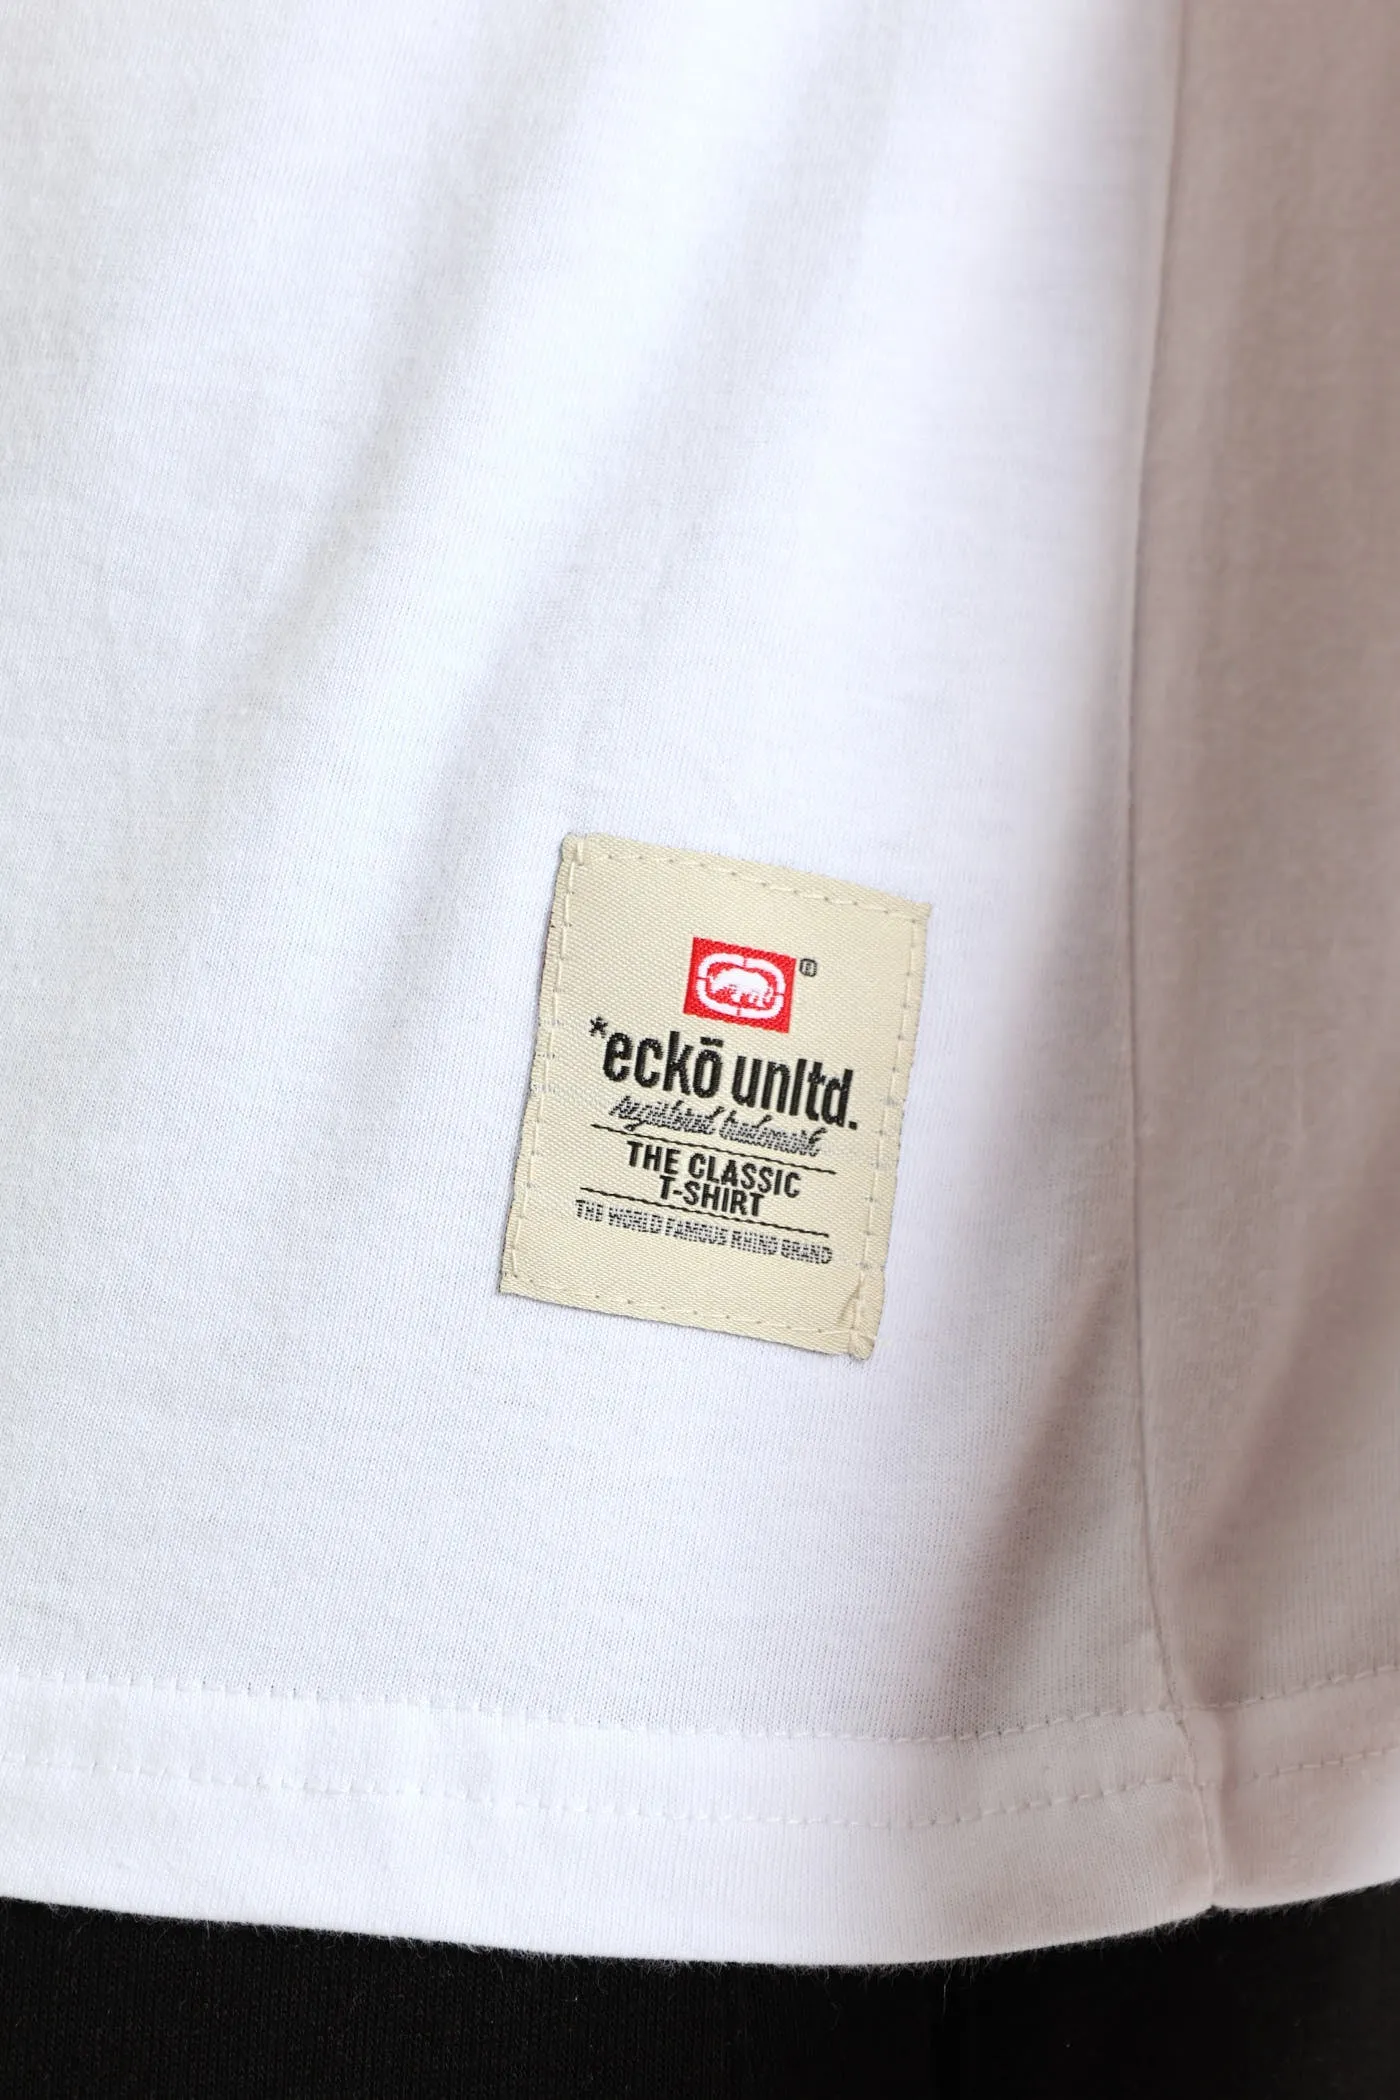 ®
*eckō unltd.
registered trademark
THE CLASSIC
T-SHIRT
THE WORLD FAMOUS RHINO BRAND